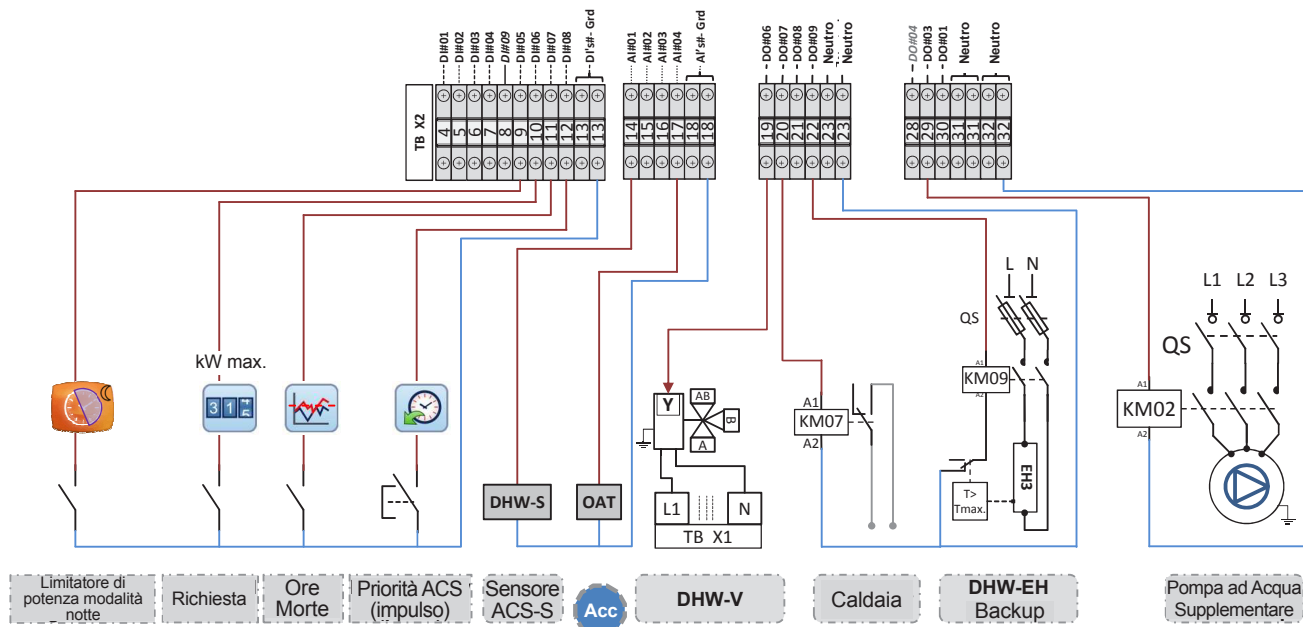 DI#01 DI#02 DI#03 DI#04 DI#09 DI#05 DI#06 DI#07 DI#08 DI's#- Grd
AI#01 AI#02 AI#03 AI#04 AI's#- Grd
DO#06 DO#07 DO#08 DO#09 Neutro Neutro
DO#04 DO#03 DO#01 Neutro Neutro
TB X2
4 5 6 7 8 9 10 11 12 13 13
14 15 16 17 18 18
19 20 21 22 23 23
28 29 30 31 31 32 32
L N
L1 L2 L3
QS
QS
kW max.
A1
KM09
A2
A1
KM02
A2
3 1 4 5
Y
AB
B
A
A1
KM07
A2
EH3
T>
Tmax.
DHW-S
OAT
L1 N
TB X1
Limitatore di
potenza modalità
notte
Richiesta
Ore
Morte
Priorità ACS
(impulso)
Sensore
ACS-S
Acc
DHW-V
Caldaia
DHW-EH
Backup
Pompa ad Acqua
Supplementare